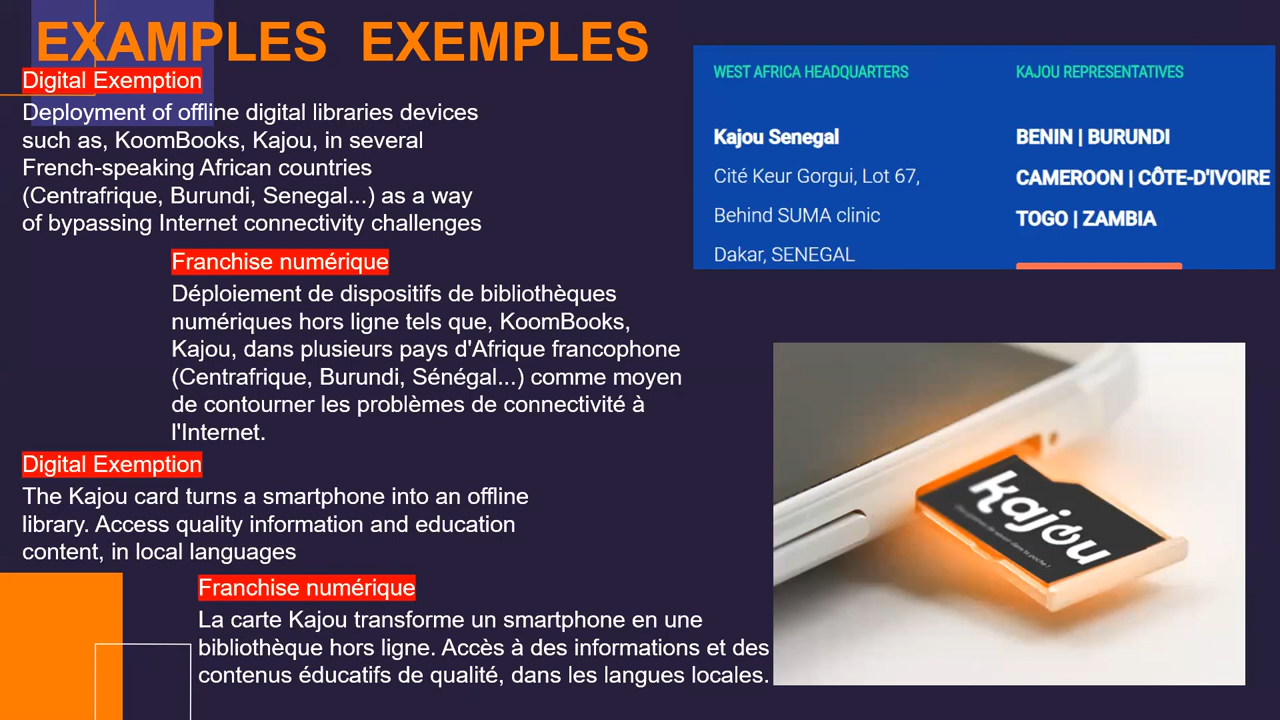 EXAMPLES EXEMPLES
Digital Exemption
Deployment of offline digital libraries devices
such as, KoomBooks, Kajou, in several
French-speaking African countries
(Centrafrique, Burundi, Senegal...) as a way
of bypassing Internet connectivity challenges
Franchise numérique
Déploiement de dispositifs de bibliothèques
numériques hors ligne tels que, KoomBooks,
Kajou, dans plusieurs pays d'Afrique francophone
(Centrafrique, Burundi, Sénégal...) comme moyen
de contourner les problèmes de connectivité à
l'Internet.
Digital Exemption
The Kajou card turns a smartphone into an offline
library. Access quality information and education
content, in local languages
Franchise numérique
La carte Kajou transforme un smartphone en une
bibliothèque hors ligne. Accès à des informations et des
contenus éducatifs de qualité, dans les langues locales.
WEST AFRICA HEADQUARTERS
Kajou Senegal
Cité Keur Gorgui, Lot 67,
Behind SUMA clinic
Dakar, SENEGAL
KAJOU REPRESENTATIVES
BENIN | BURUNDI
CAMEROON | CÔTE-D'IVOIRE
TOGO | ZAMBIA
kajou